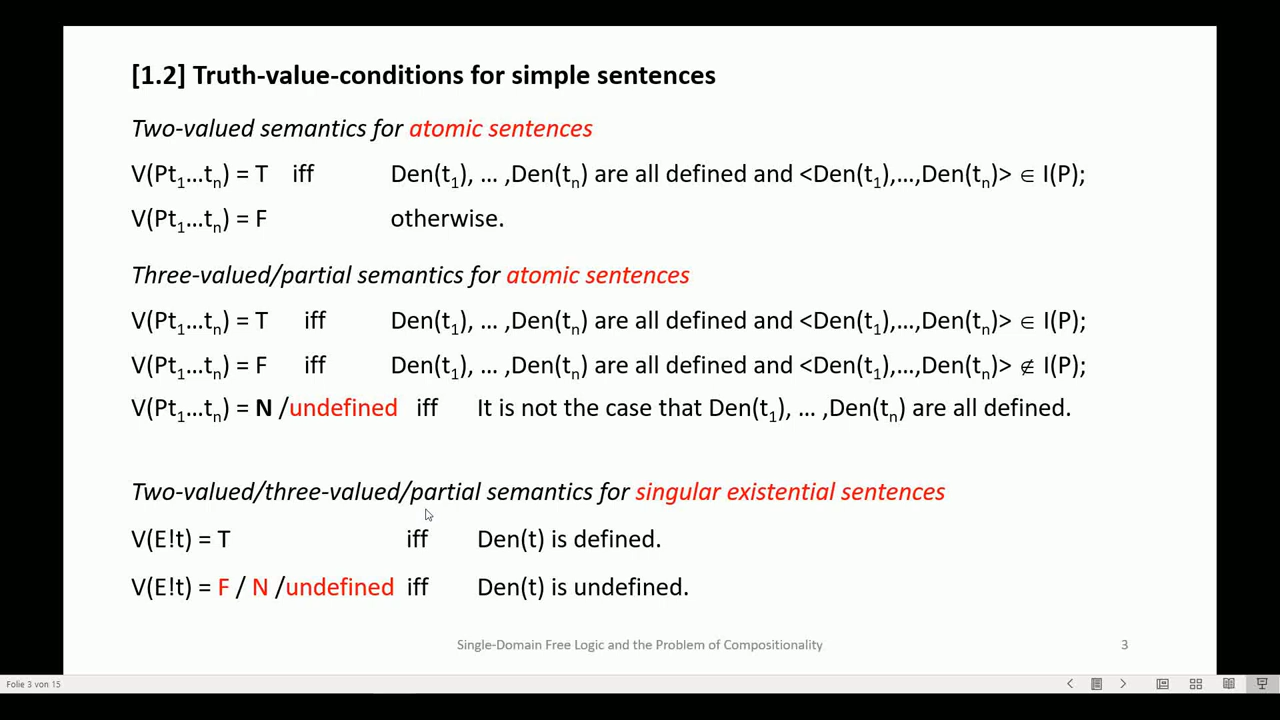 [1.2] Truth-value-conditions for simple sentences
Two-valued semantics for atomic sentences
V(Pt₁…tₙ) = T iff Den(t₁), … ,Den(tₙ) are all defined and <Den(t₁),…,Den(tₙ)> ∈ I(P);
V(Pt₁…tₙ) = F otherwise.
Three-valued/partial semantics for atomic sentences
V(Pt₁…tₙ) = T iff Den(t₁), … ,Den(tₙ) are all defined and <Den(t₁),…,Den(tₙ)> ∈ I(P);
V(Pt₁…tₙ) = F iff Den(t₁), … ,Den(tₙ) are all defined and <Den(t₁),…,Den(tₙ)> ∉ I(P);
V(Pt₁…tₙ) = N /undefined iff It is not the case that Den(t₁), … ,Den(tₙ) are all defined.
Two-valued/three-valued/partial semantics for singular existential sentences
V(E!t) = T iff Den(t) is defined.
V(E!t) = F / N /undefined iff Den(t) is undefined.
Single-Domain Free Logic and the Problem of Compositionality 3
Folie 3 von 15